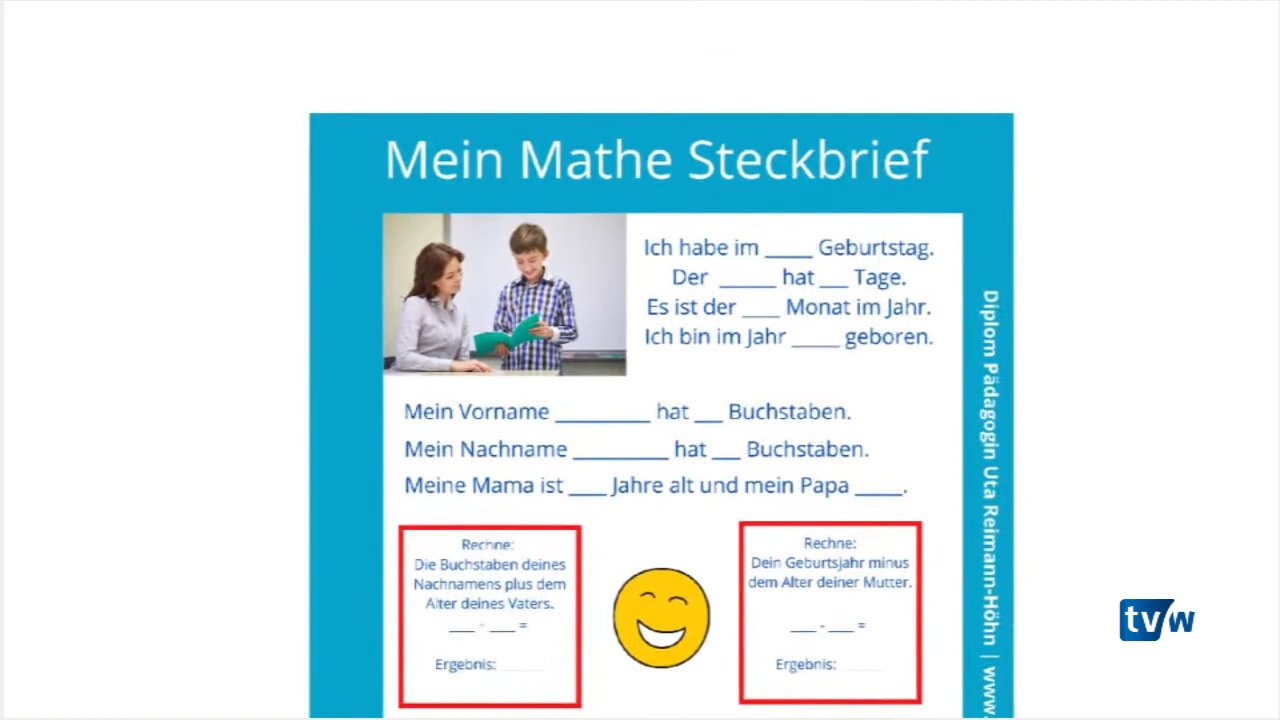 Mein Mathe Steckbrief
Ich habe im _____ Geburtstag.
Der ______ hat ___ Tage.
Es ist der ____ Monat im Jahr.
Ich bin im Jahr _____ geboren.
Mein Vorname __________ hat ___ Buchstaben.
Mein Nachname __________ hat ___ Buchstaben.
Meine Mama ist ____ Jahre alt und mein Papa _____.
Rechne:
Die Buchstaben deines
Nachnamens plus dem
Alter deines Vaters.
___ - ___ =
Ergebnis: _____
Rechne:
Dein Geburtsjahr minus
dem Alter deiner Mutter.
___ - ___ =
Ergebnis: _____
Diplom Pädagogin Uta Reimann-Höhn | www.
tvw